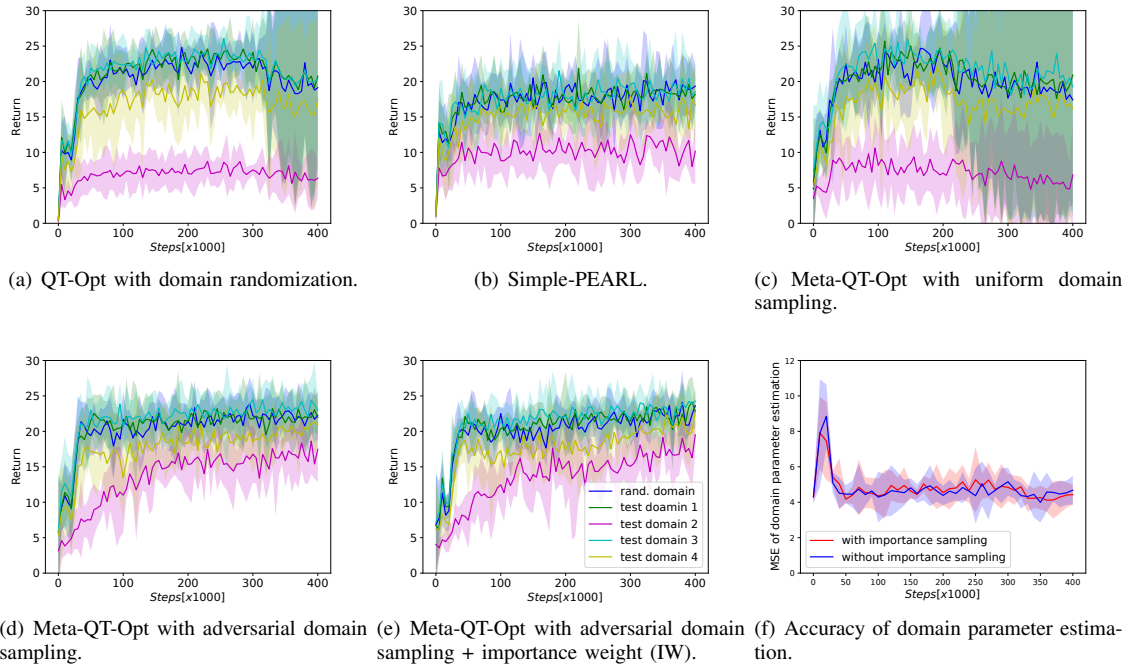 30
25
20
15
10
5
0
Return
0 100 200 300 400
Steps[x1000]
(a) QT-Opt with domain randomization.
30
25
20
15
10
5
0
Return
0 100 200 300 400
Steps[x1000]
(b) Simple-PEARL.
30
25
20
15
10
5
0
Return
0 100 200 300 400
Steps[x1000]
(c) Meta-QT-Opt with uniform domain
sampling.
30
25
20
15
10
5
0
Return
0 100 200 300 400
Steps[x1000]
(d) Meta-QT-Opt with adversarial domain
sampling.
30
25
20
15
10
5
0
Return
rand. domain
test doamin 1
test domain 2
test domain 3
test domain 4
0 100 200 300 400
Steps[x1000]
(e) Meta-QT-Opt with adversarial domain
sampling + importance weight (IW).
12
10
8
6
4
2
0
MSE of domain parameter estimation
with importance sampling
without importance sampling
0 50 100 150 200 250 300 350 400
Steps[x1000]
(f) Accuracy of domain parameter estima-
tion.